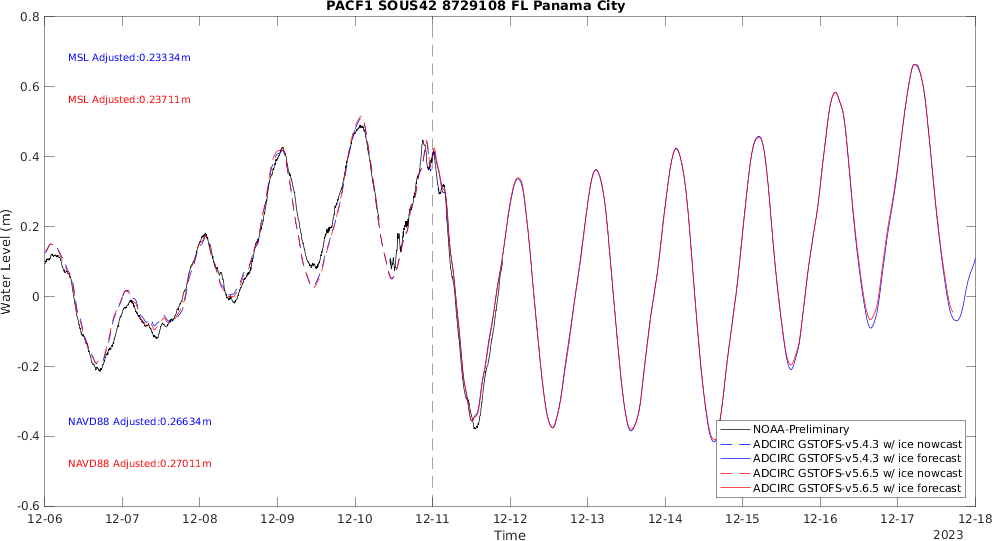 PACF1 SOUS42 8729108 FL Panama City
0.8
0.6
0.4
0.2
0
-0.2
-0.4
-0.6
Water Level (m)
MSL Adjusted:0.23334m
MSL Adjusted:0.23711m
NAVD88 Adjusted:0.26634m
NAVD88 Adjusted:0.27011m
NOAA-Preliminary
ADCIRC GSTOFS-v5.4.3 w/ ice nowcast
ADCIRC GSTOFS-v5.4.3 w/ ice forecast
ADCIRC GSTOFS-v5.6.5 w/ ice nowcast
ADCIRC GSTOFS-v5.6.5 w/ ice forecast
12-06 12-07 12-08 12-09 12-10 12-11 12-12 12-13 12-14 12-15 12-16 12-17 12-18
Time
2023